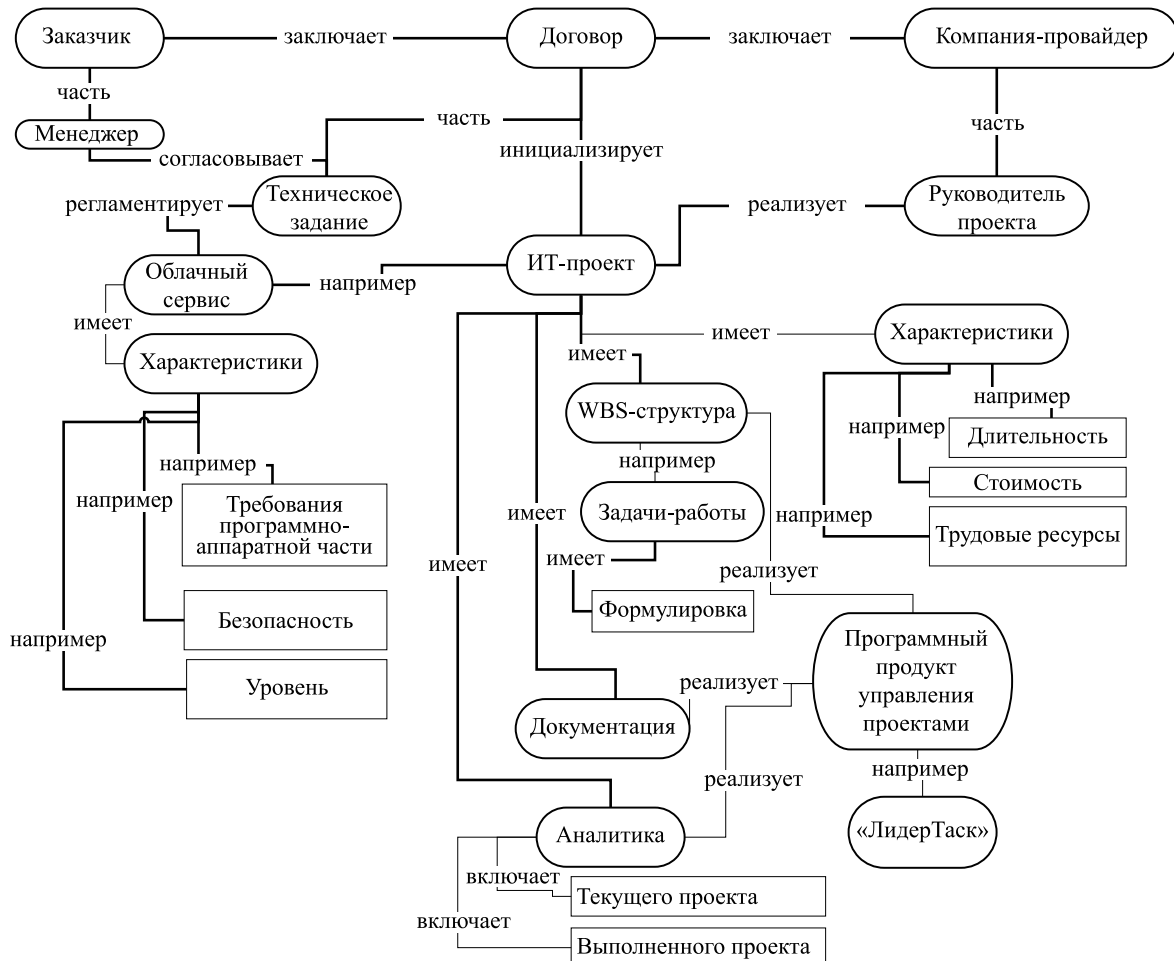 Заказчик
заключает
Договор
заключает
Компания-провайдер
часть
Менеджер
часть
согласовывает
инициализирует
часть
регламентирует
Техническое
задание
реализует
Руководитель
проекта
Облачный
сервис
например
ИТ-проект
имеет
Характеристики
имеет
имеет
Характеристики
WBS-структура
например
Длительность
например
Стоимость
например
Трудовые ресурсы
например
Задачи-работы
например
Требования
программно-
аппаратной части
например
имеет
имеет
имеет
реализует
Формулировка
Безопасность
например
Уровень
Программный
продукт
управления
проектами
реализует
Документация
реализует
например
«ЛидерТаск»
Аналитика
включает
Текущего проекта
включает
Выполненного проекта